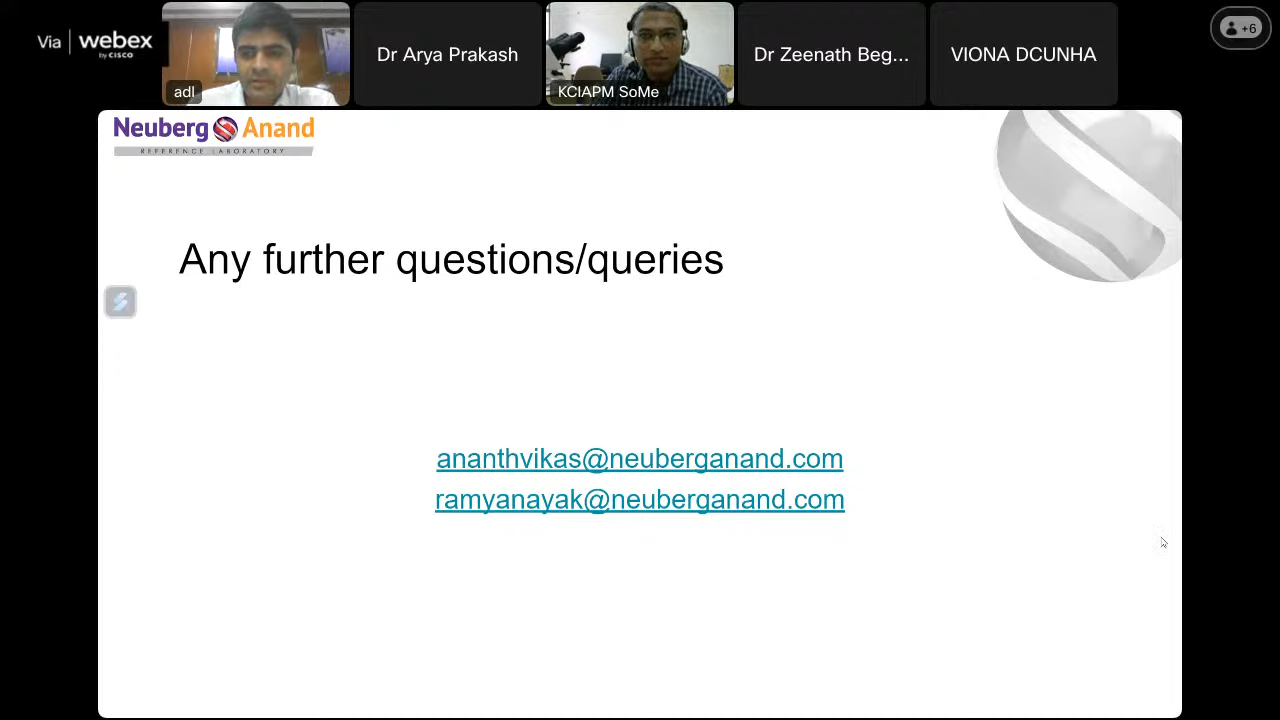 Via webex
by CISCO
adl
Dr Arya Prakash
KCIAPM SoMe
Dr Zeenath Beg...
VIONA DCUNHA
+6
Neuberg Anand
REFERENCE LABORATORY
Any further questions/queries
ananthvikas@neuberganand.com
ramyanayak@neuberganand.com